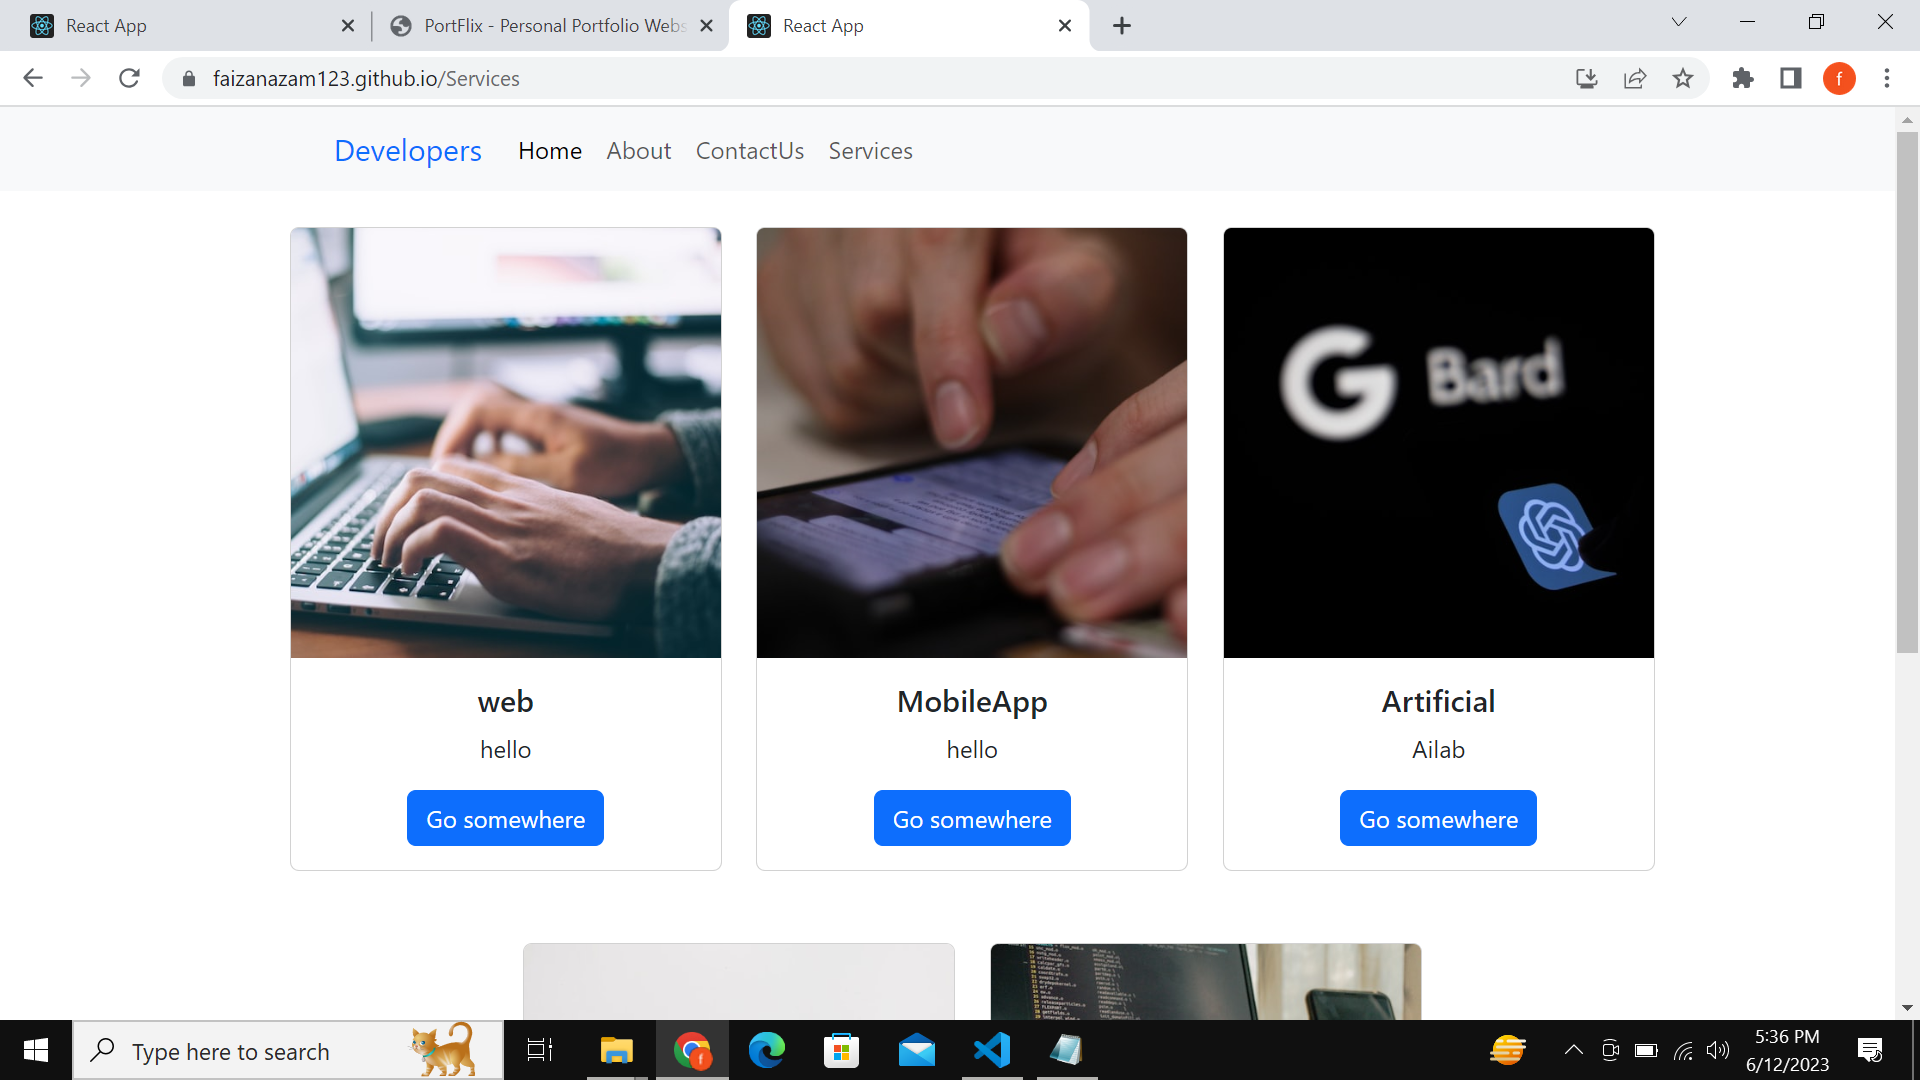 React App
PortFlix - Personal Portfolio Webs
React App
faizanazam123.github.io/Services
f
Developers
Home
About
ContactUs
Services
G Bard
web
hello
Go somewhere
MobileApp
hello
Go somewhere
Artificial
Ailab
Go somewhere
Type here to search
f
5:36 PM
6/12/2023